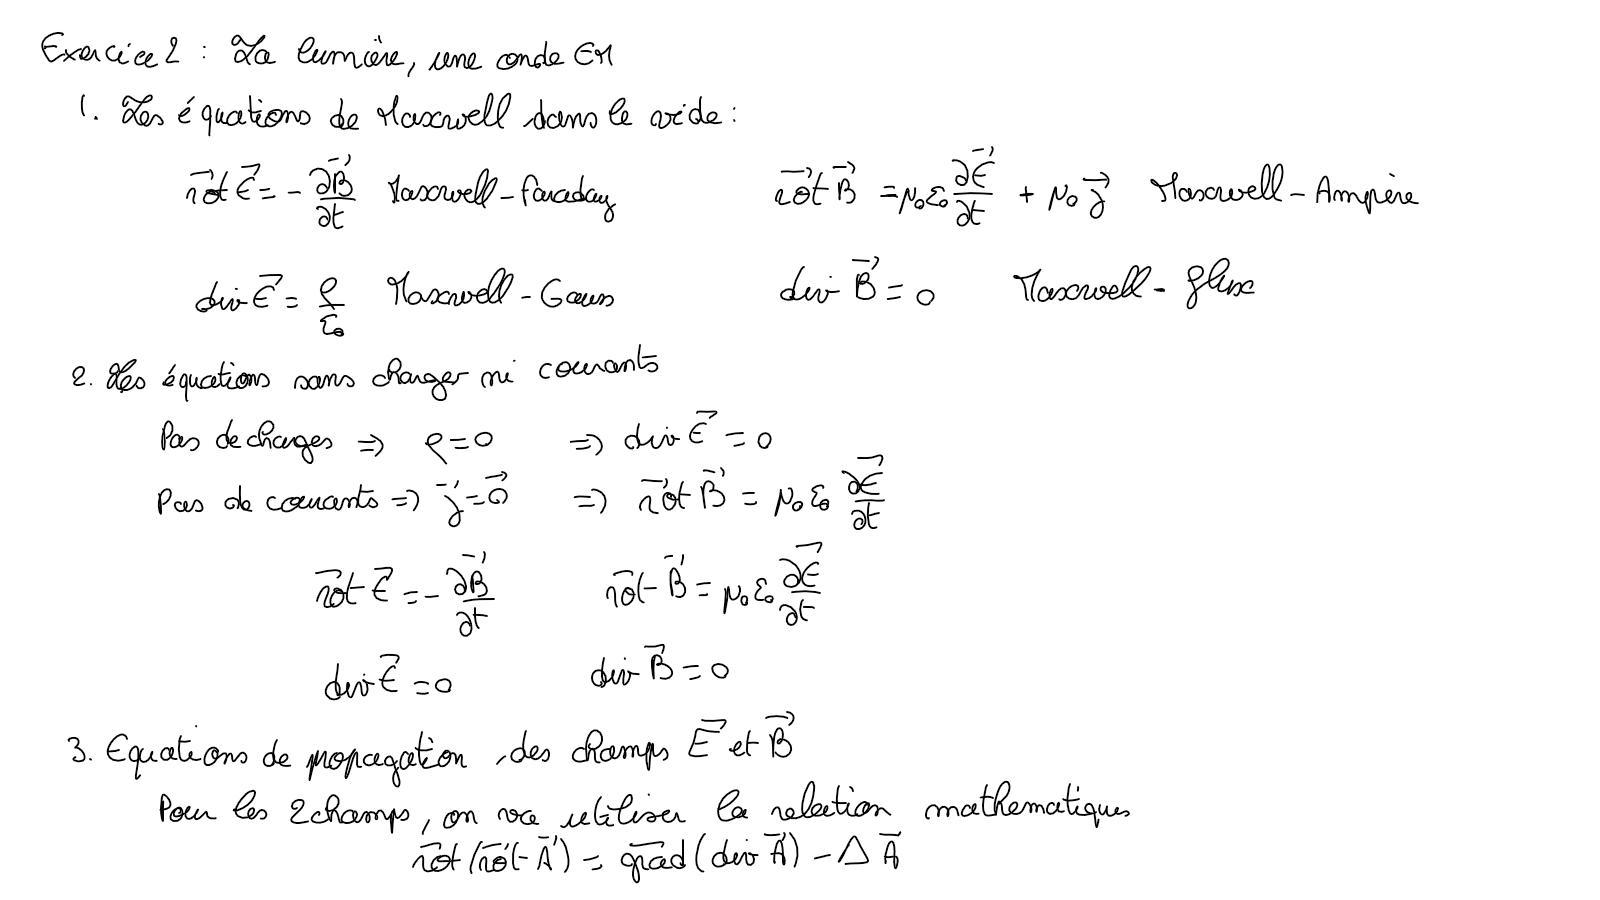 Exercice 2 : La lumière, une onde EM
1. Les équations de Maxwell dans le vide :
$\vec{rot} \vec{E} = - \frac{\partial \vec{B}}{\partial t}$ Maxwell - Faraday $\vec{rot} \vec{B} = \mu_0 \varepsilon_0 \frac{\partial \vec{E}}{\partial t} + \mu_0 \vec{j}$ Maxwell - Ampère
$div \vec{E} = \frac{\rho}{\varepsilon_0}$ Maxwell - Gauss $div \vec{B} = 0$ Maxwell - flux
2. Les équations sans charger ni courants
Pas de charges ⇒ $\rho = 0$ ⇒ $div \vec{E} = 0$
Pas de courants ⇒ $\vec{j} = \vec{0}$ ⇒ $\vec{rot} \vec{B} = \mu_0 \varepsilon_0 \frac{\partial \vec{E}}{\partial t}$
$\vec{rot} \vec{E} = - \frac{\partial \vec{B}}{\partial t}$ $\vec{rot} \vec{B} = \mu_0 \varepsilon_0 \frac{\partial \vec{E}}{\partial t}$
$div \vec{E} = 0$ $div \vec{B} = 0$
3. Equations de propagation des champs $\vec{E}$ et $\vec{B}$
Pour les 2 champs, on va utiliser la relation mathematiques
$\vec{rot} (\vec{rot} \vec{A}) = \vec{grad} (div \vec{A}) - \Delta \vec{A}$